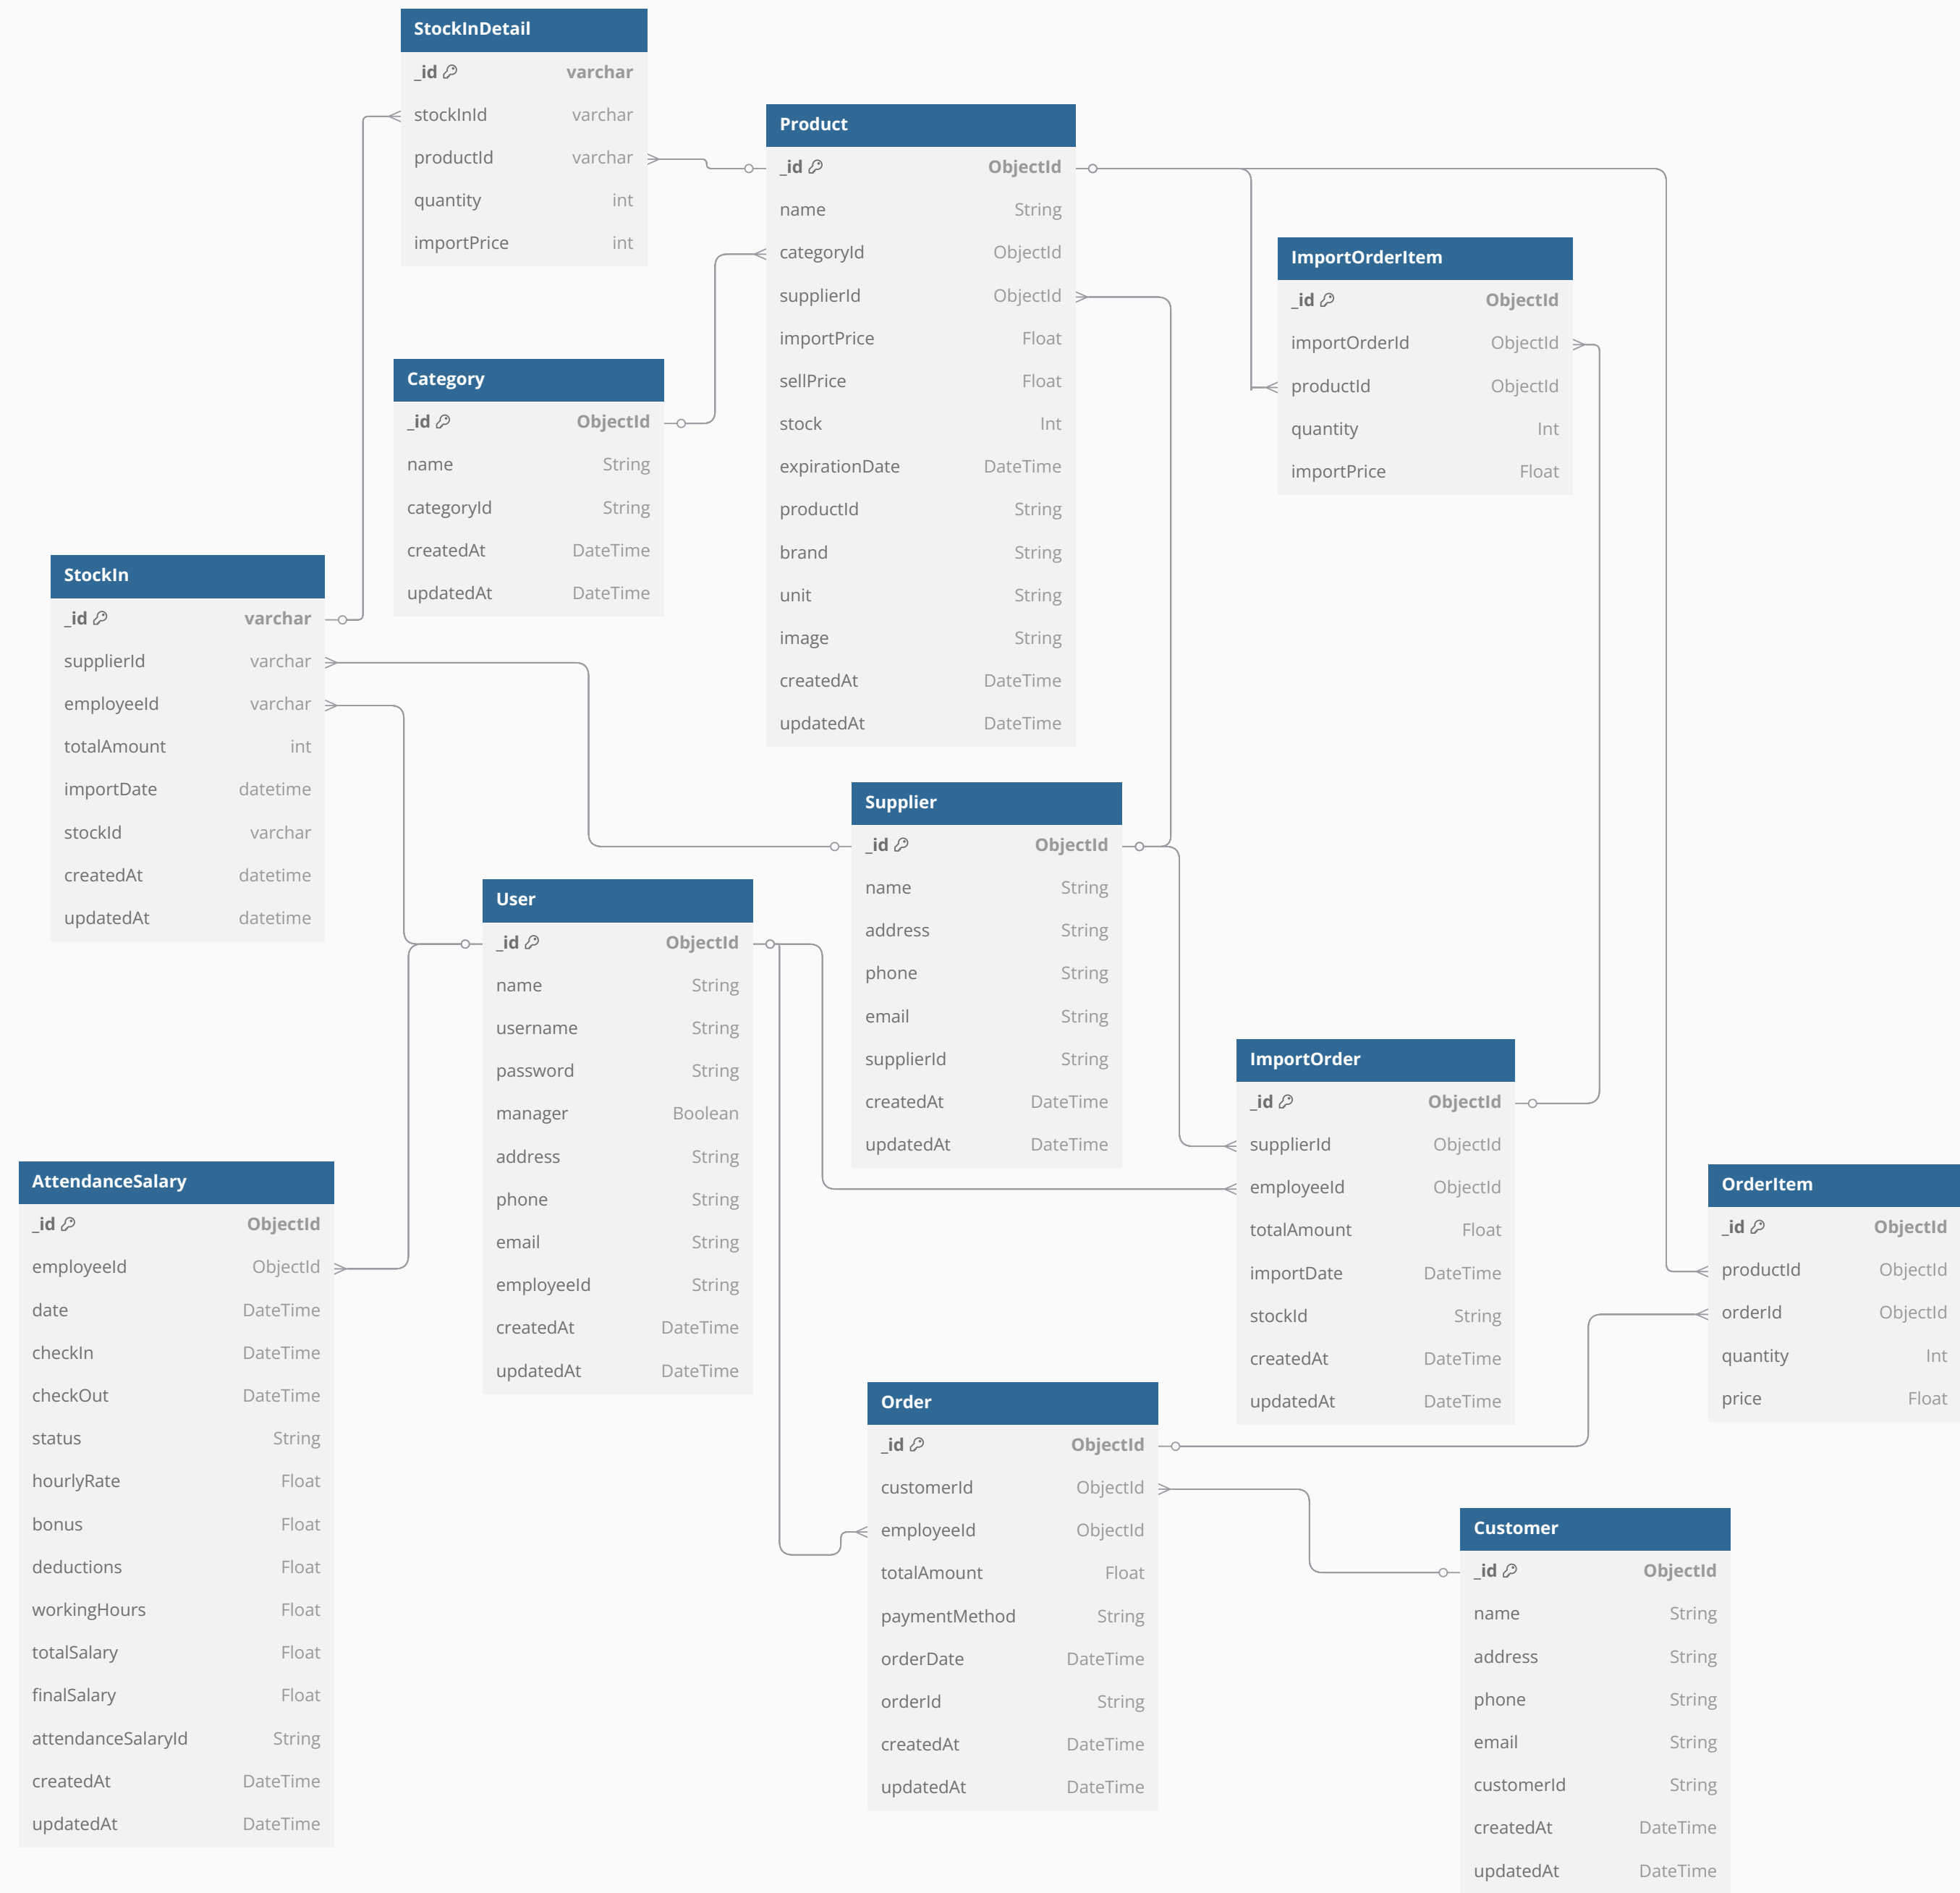 StockInDetail
_id varchar
stockInId varchar
productId varchar
quantity int
importPrice int
Product
_id ObjectId
name String
categoryId ObjectId
supplierId ObjectId
importPrice Float
sellPrice Float
stock Int
expirationDate DateTime
productId String
brand String
unit String
image String
createdAt DateTime
updatedAt DateTime
ImportOrderItem
_id ObjectId
importOrderId ObjectId
productId ObjectId
quantity Int
importPrice Float
Category
_id ObjectId
name String
categoryId String
createdAt DateTime
updatedAt DateTime
StockIn
_id varchar
supplierId varchar
employeeId varchar
totalAmount int
importDate datetime
stockId varchar
createdAt datetime
updatedAt datetime
Supplier
_id ObjectId
name String
address String
phone String
email String
supplierId String
createdAt DateTime
updatedAt DateTime
User
_id ObjectId
name String
username String
password String
manager Boolean
address String
phone String
email String
employeeId String
createdAt DateTime
updatedAt DateTime
ImportOrder
_id ObjectId
supplierId ObjectId
employeeId ObjectId
totalAmount Float
importDate DateTime
stockId String
createdAt DateTime
updatedAt DateTime
AttendanceSalary
_id ObjectId
employeeId ObjectId
date DateTime
checkIn DateTime
checkOut DateTime
status String
hourlyRate Float
bonus Float
deductions Float
workingHours Float
totalSalary Float
finalSalary Float
attendanceSalaryId String
createdAt DateTime
updatedAt DateTime
OrderItem
_id ObjectId
productId ObjectId
orderId ObjectId
quantity Int
price Float
Order
_id ObjectId
customerId ObjectId
employeeId ObjectId
totalAmount Float
paymentMethod String
orderDate DateTime
orderId String
createdAt DateTime
updatedAt DateTime
Customer
_id ObjectId
name String
address String
phone String
email String
customerId String
createdAt DateTime
updatedAt DateTime